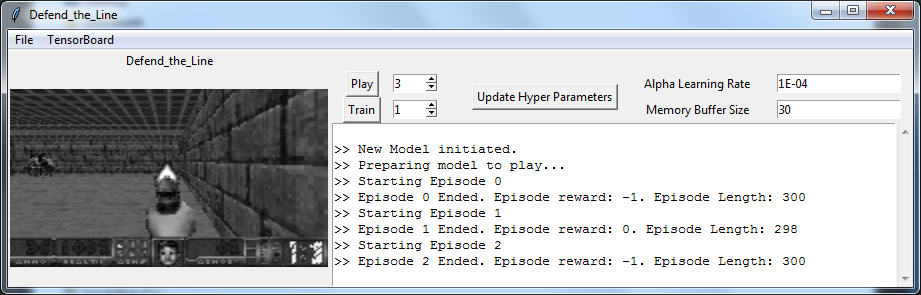 Defend_the_Line
File TensorBoard
Defend_the_Line
Play 3
Train 1
Update Hyper Parameters
Alpha Learning Rate 1E-04
Memory Buffer Size 30
>> New Model initiated.
>> Preparing model to play...
>> Starting Episode 0
>> Episode 0 Ended. Episode reward: -1. Episode Length: 300
>> Starting Episode 1
>> Episode 1 Ended. Episode reward: 0. Episode Length: 298
>> Starting Episode 2
>> Episode 2 Ended. Episode reward: -1. Episode Length: 300